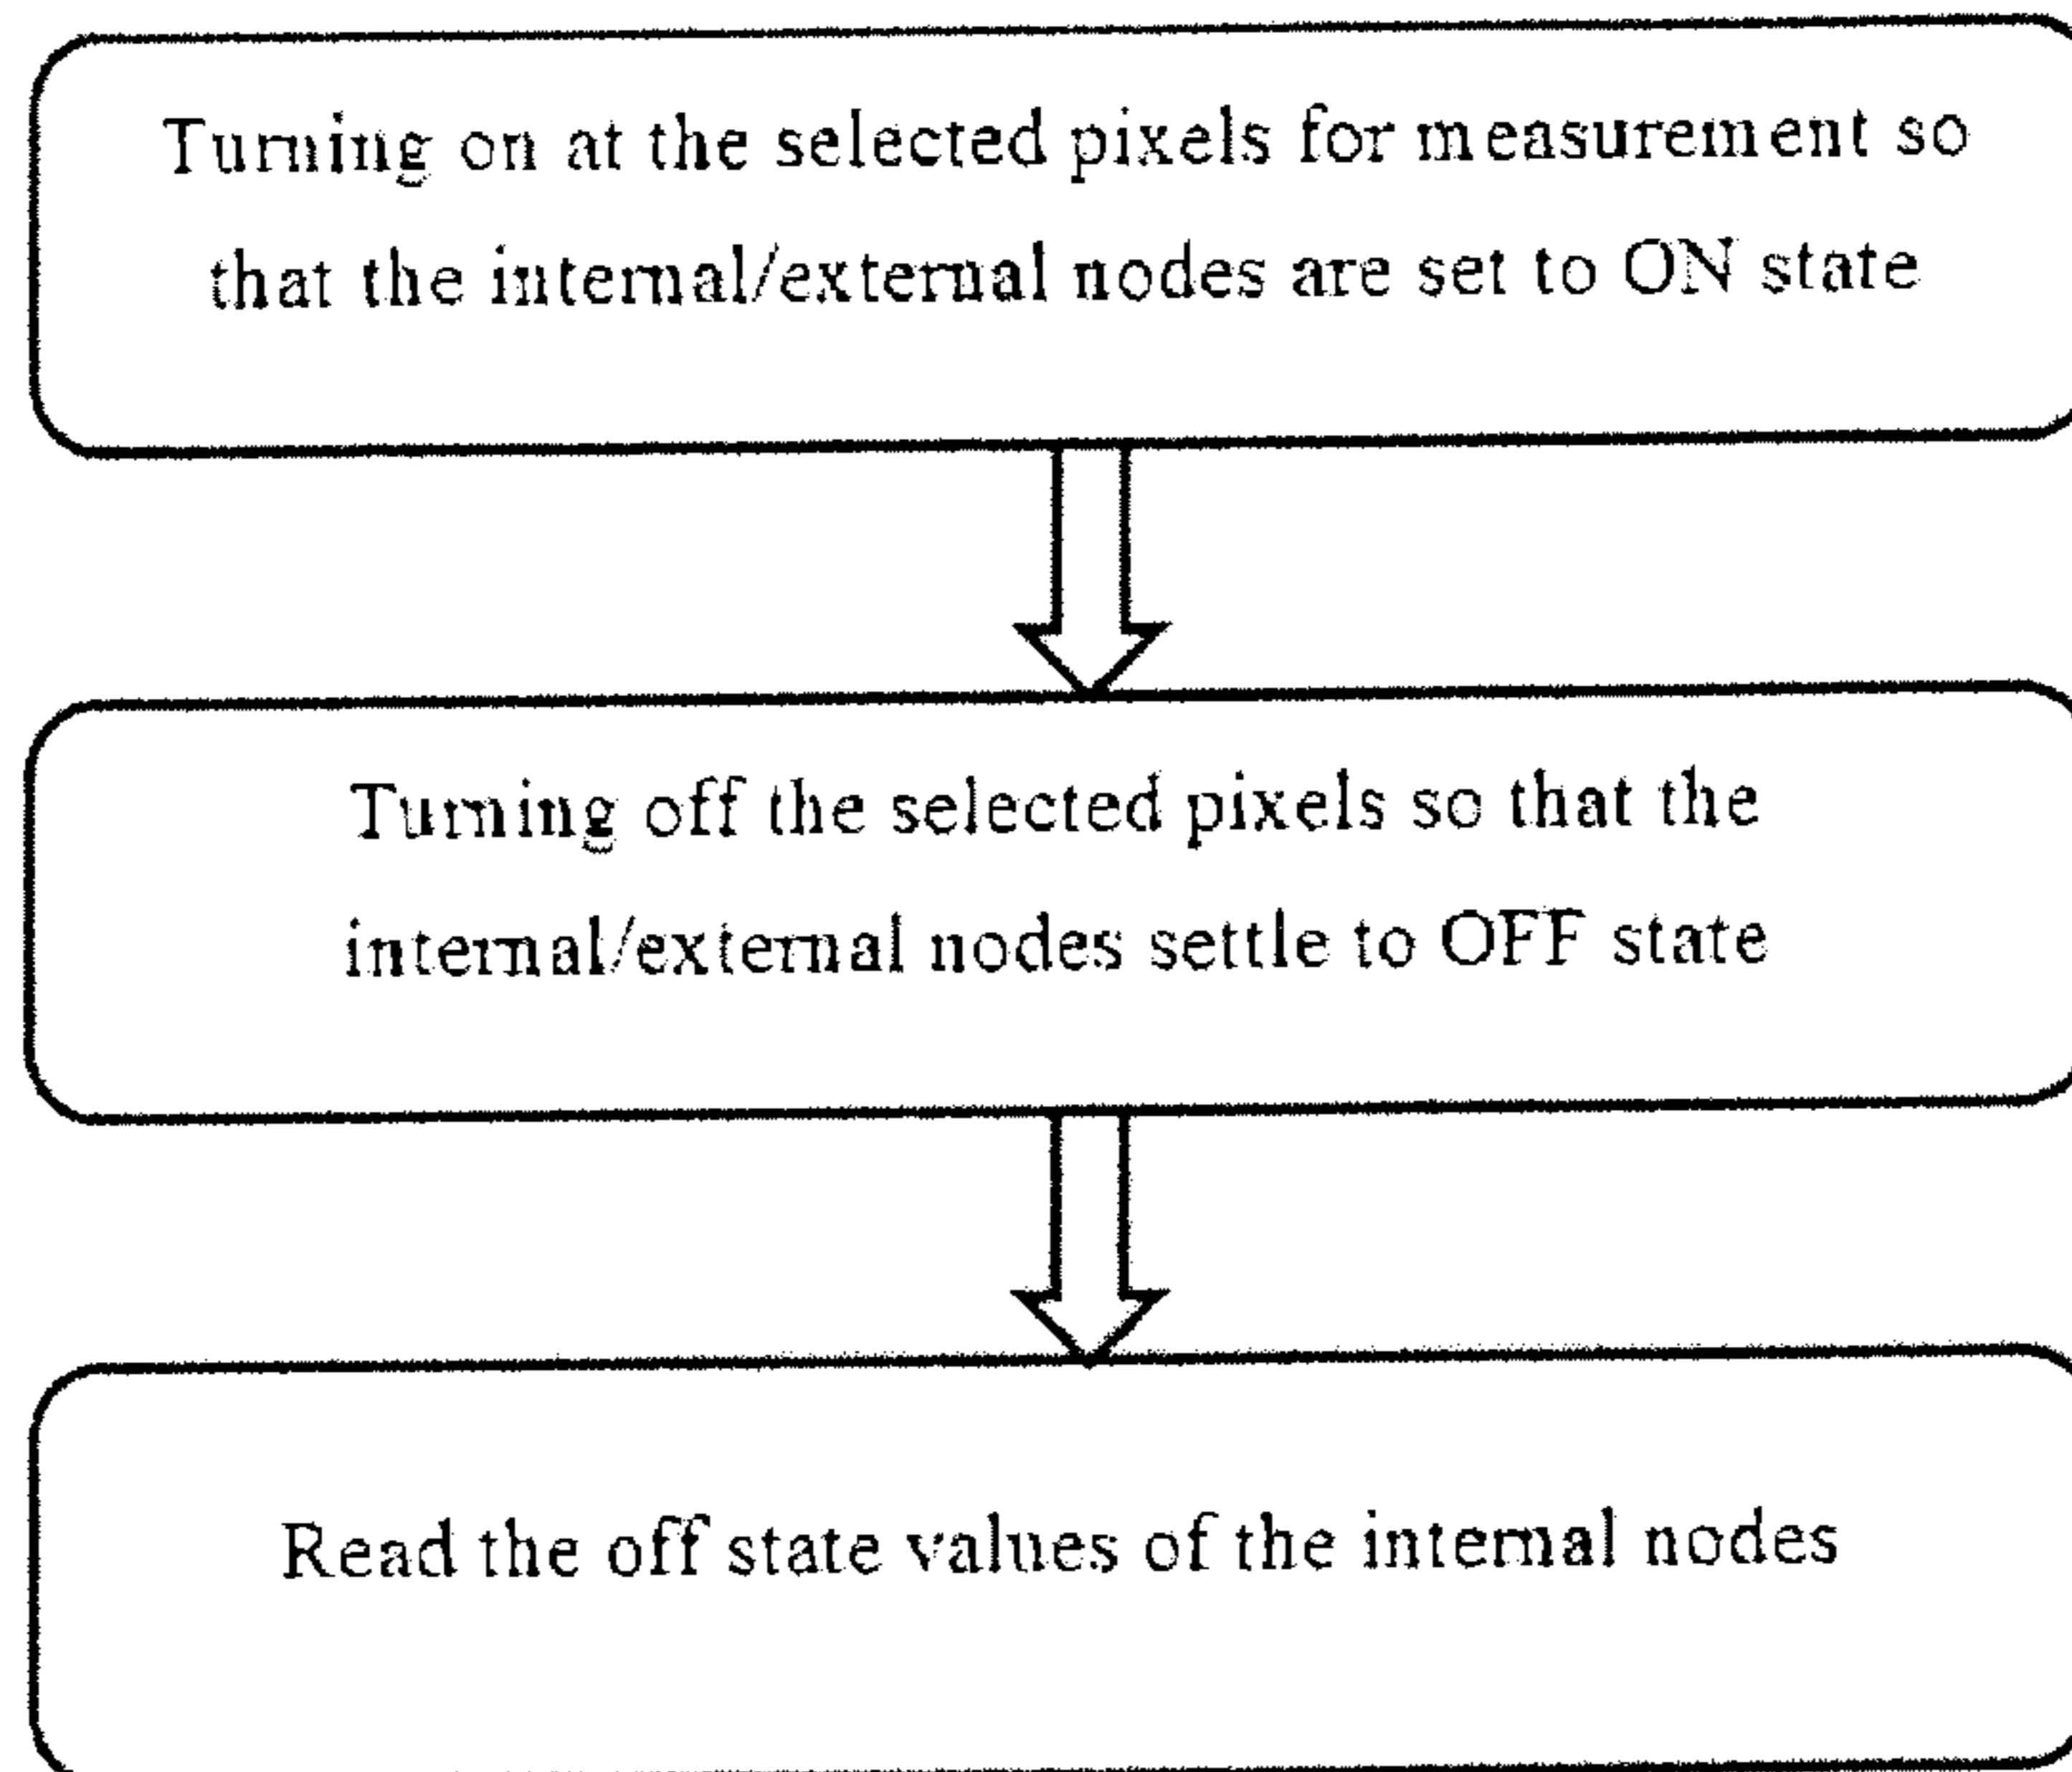 Turning on at the selected pixels for measurement so
that the internal/external nodes are set to ON state
Turning off the selected pixels so that the
internal/external nodes settle to OFF state
Read the off state values of the internal nodes